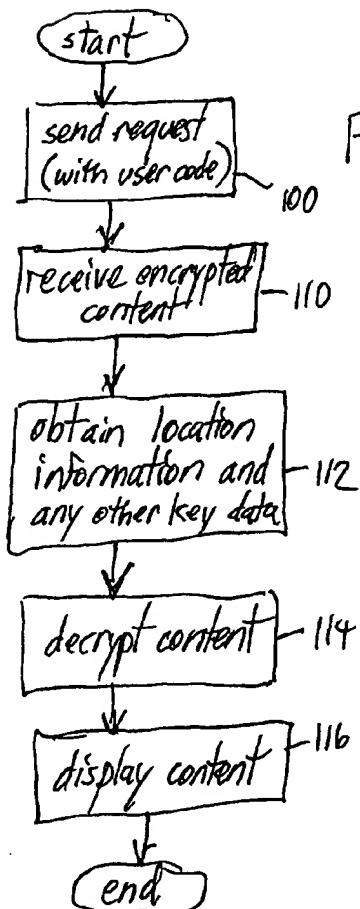 start
send request
(with user code)
100
receive encrypted
content
110
obtain location
information and
any other key data
112
decrypt content
114
display content
116
end
F